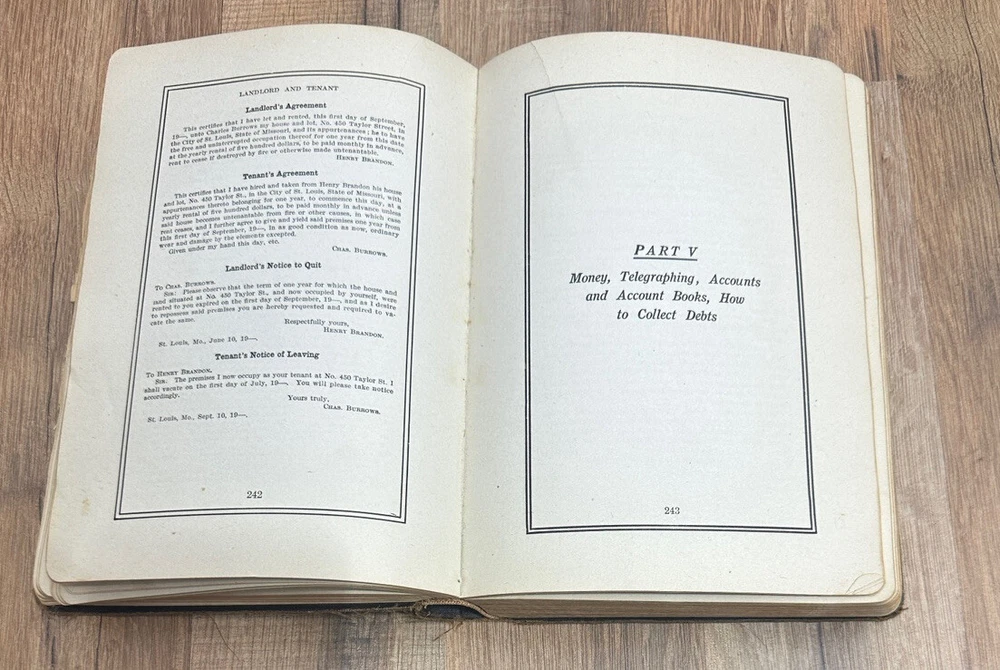 LANDLORD AND TENANT
Landlord's Agreement
This certifies that I have let and rented, this first day of September,
19—, unto Charles Burrows my house and lot, No. 450 Taylor Street, in
the City of St. Louis, State of Missouri, and its appurtenances; he to have
the free and uninterrupted occupation thereof for one year from this date
at the yearly rental of five hundred dollars, to be paid monthly in advance,
rent to cease if destroyed by fire or otherwise made untenantable.
HENRY BRANDON.
Tenant's Agreement
This certifies that I have hired and taken from Henry Brandon his house
and lot, No. 450 Taylor St., in the City of St. Louis, State of Missouri, with
appurtenances thereto belonging for one year, to commence this day, at a
yearly rental of five hundred dollars, to be paid monthly in advance unless
said house becomes untenantable from fire or other causes, in which case
rent ceases, and I further agree to give and yield said premises one year from
this first day of September, 19—, in as good condition as now, ordinary
wear and damage by the elements excepted.
Given under my hand this day, etc.
CHAS. BURROWS.
Landlord's Notice to Quit
To CHAS. BURROWS.
SIR: Please observe that the term of one year for which the house and
land situated at No. 450 Taylor St., and now occupied by yourself, were
rented to you expired on the first day of September, 19—, and as I desire
to repossess said premises you are hereby requested and required to va-
cate the same.
Respectfully yours,
HENRY BRANDON.
St. Louis, Mo., June 10, 19—.
Tenant's Notice of Leaving
To HENRY BRANDON.
SIR: The premises I now occupy as your tenant at No. 450 Taylor St. I
shall vacate on the first day of July, 19—. You will please take notice
accordingly.
Yours truly,
CHAS. BURROWS.
St. Louis, Mo., Sept. 10, 19—.
242
PART V
Money, Telegraphing, Accounts
and Account Books, How
to Collect Debts
243